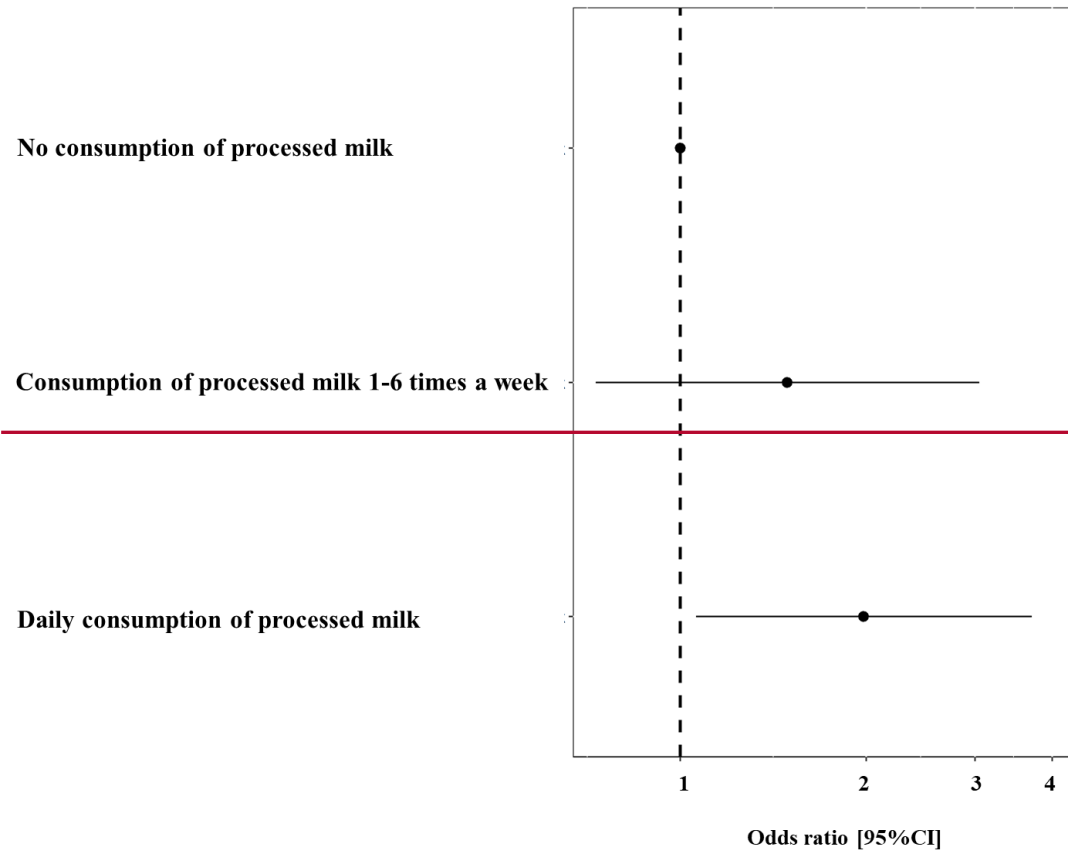 No consumption of processed milk
Consumption of processed milk 1-6 times a week
Daily consumption of processed milk
1 2 3 4
Odds ratio [95%CI]